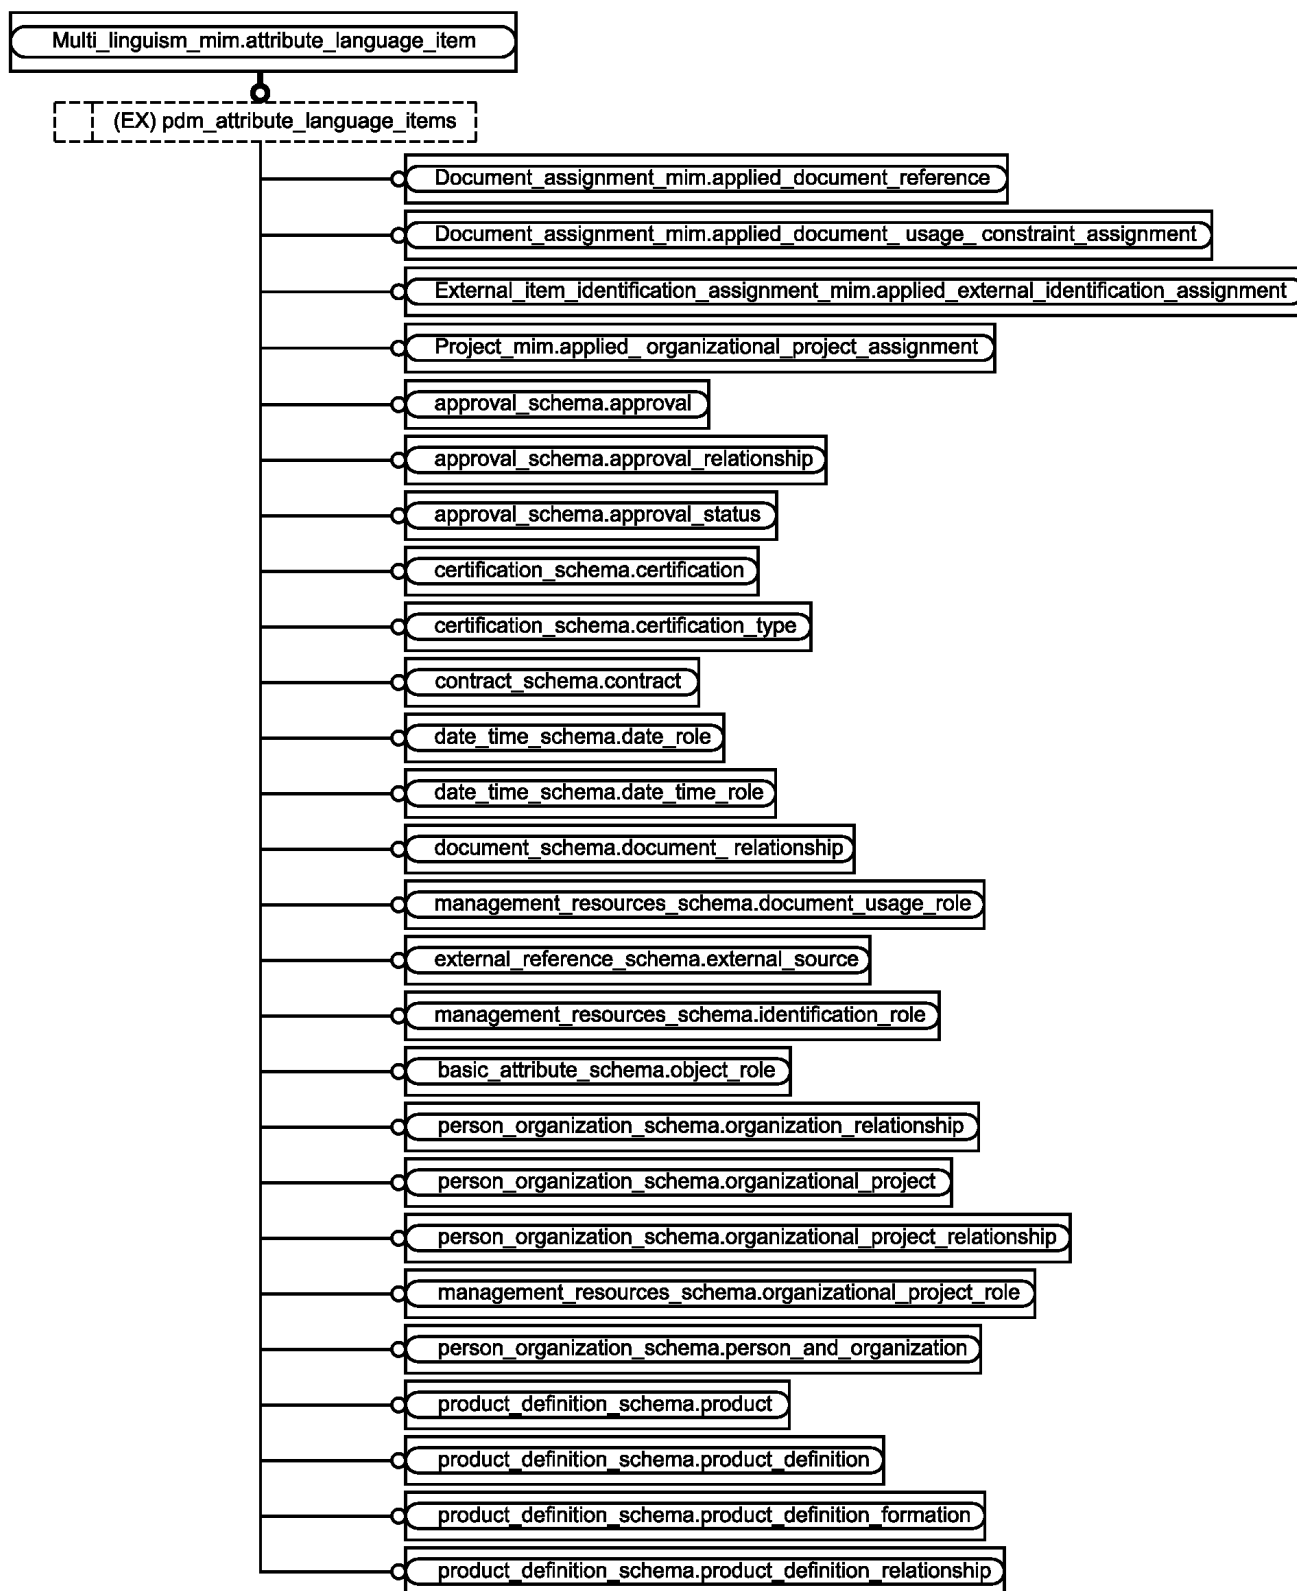 Multi_linguism_mim.attribute_language_item
(EX) pdm_attribute_language_items
Document_assignment_mim.applied_document_reference
Document_assignment_mim.applied_document_ usage_ constraint_assignment
External_item_identification_assignment_mim.applied_external_identification_assignment
Project_mim.applied_ organizational_project_assignment
approval_schema.approval
approval_schema.approval_relationship
approval_schema.approval_status
certification_schema.certification
certification_schema.certification_type
contract_schema.contract
date_time_schema.date_role
date_time_schema.date_time_role
document_schema.document_ relationship
management_resources_schema.document_usage_role
external_reference_schema.external_source
management_resources_schema.identification_role
basic_attribute_schema.object_role
person_organization_schema.organization_relationship
person_organization_schema.organizational_project
person_organization_schema.organizational_project_relationship
management_resources_schema.organizational_project_role
person_organization_schema.person_and_organization
product_definition_schema.product
product_definition_schema.product_definition
product_definition_schema.product_definition_formation
product_definition_schema.product_definition_relationship